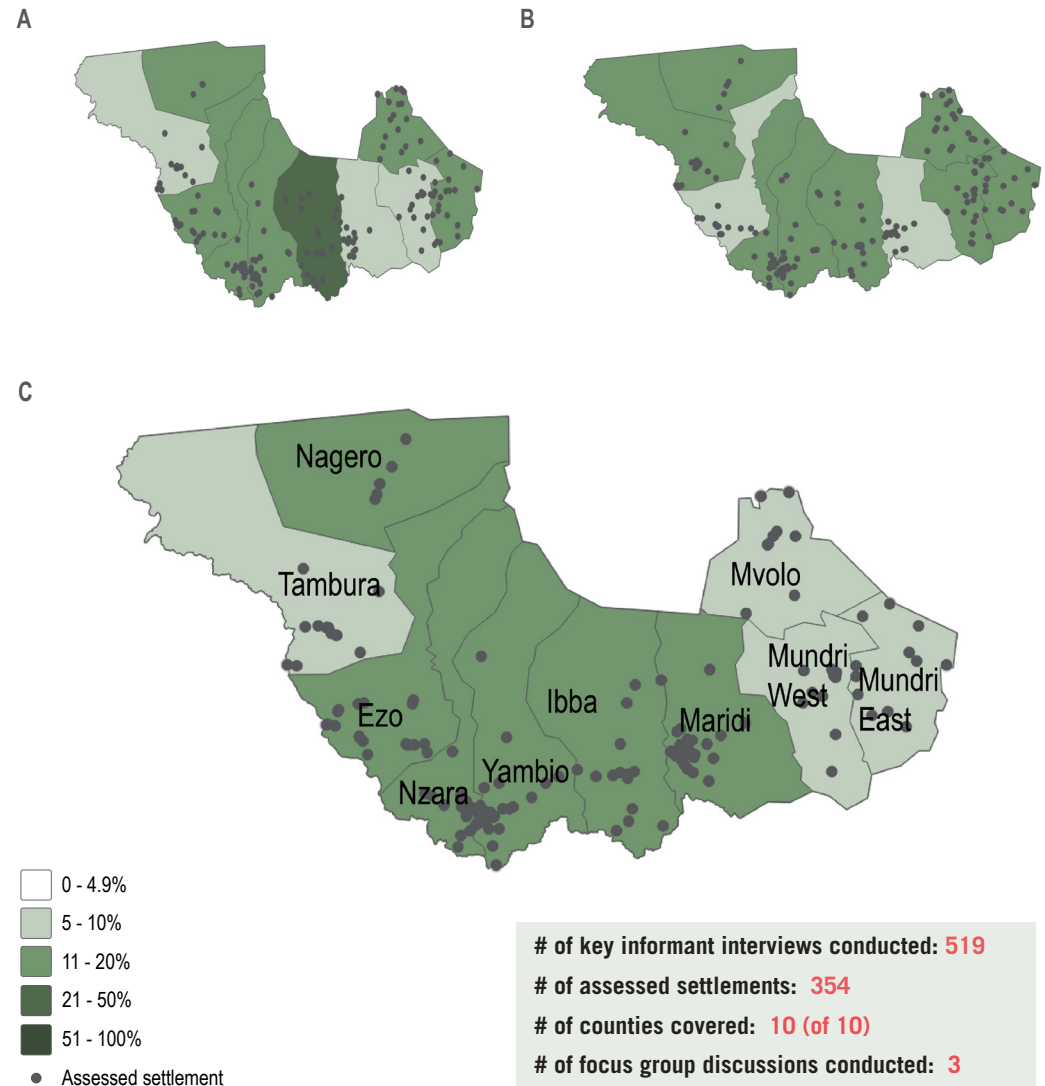 A
B
C
Nagero
Tambura
Mvolo
Mundri
West
Mundri
East
Ibba
Maridi
Ezo
Yambio
Nzara
0 - 4.9%
5 - 10%
11 - 20%
21 - 50%
51 - 100%
Assessed settlement
# of key informant interviews conducted: 519
# of assessed settlements: 354
# of counties covered: 10 (of 10)
# of focus group discussions conducted: 3